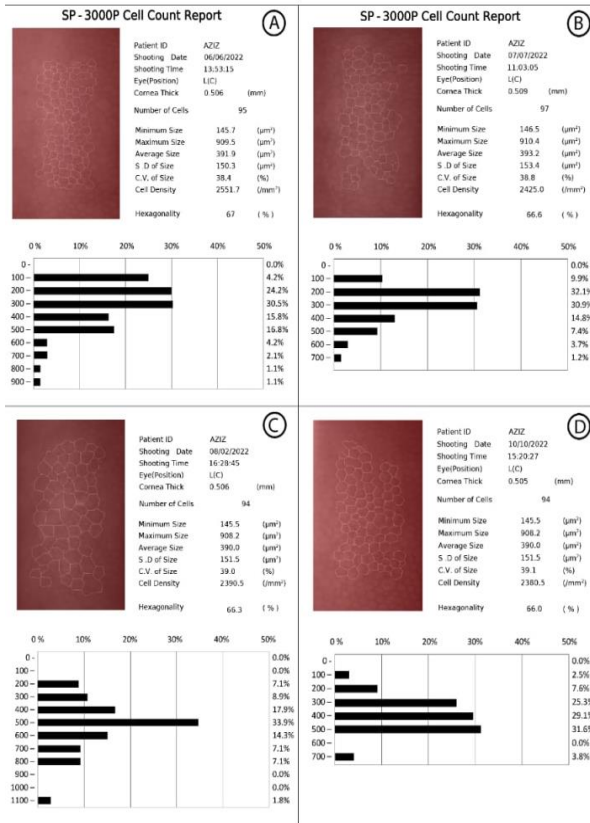 SP - 3000P Cell Count Report
A
Patient ID AZIZ
Shooting Date 06/06/2022
Shooting Time 13:53.15
Eye(Position) L(C)
Cornea Thick 0.506 (mm)
Number of Cells 95
Minimum Size 145.7 (μm²)
Maximum Size 909.5 (μm²)
Average Size 391.9 (μm²)
S .D of Size 150.3 (μm²)
C.V. of Size 38.4 (%)
Cell Density 2551.7 (/mm²)
Hexagonality 67 ( % )
0 % 10% 20% 30% 40% 50%
0 - 0.0%
100 - 4.2%
200 - 24.2%
300 - 30.5%
400 - 15.8%
500 - 16.8%
600 - 4.2%
700 - 2.1%
800 - 1.1%
900 - 1.1%
SP - 3000P Cell Count Report
B
Patient ID AZIZ
Shooting Date 07/07/2022
Shooting Time 11.03.05
Eye(Position) L(C)
Cornea Thick 0.509 (mm)
Number of Cells 97
Minimum Size 146.5 (μm²)
Maximum Size 910.4 (μm²)
Average Size 393.2 (μm²)
S .D of Size 153.4 (μm²)
C.V. of Size 38.8 (%)
Cell Density 2425.0 (/mm²)
Hexagonality 66.6 ( % )
0 % 10% 20% 30% 40% 50%
0 - 0.0%
100 - 9.9%
200 - 32.1%
300 - 30.9%
400 - 14.8%
500 - 7.4%
600 - 3.7%
700 - 1.2%
C
Patient ID AZIZ
Shooting Date 08/02/2022
Shooting Time 16:28:45
Eye(Position) L(C)
Cornea Thick 0.506 (mm)
Number of Cells 94
Minimum Size 145.5 (μm²)
Maximum Size 908.2 (μm²)
Average Size 390.0 (μm²)
S .D of Size 151.5 (μm²)
C.V. of Size 39.0 (%)
Cell Density 2390.5 (/mm²)
Hexagonality 66.3 ( % )
0 % 10% 20% 30% 40% 50%
0 - 0.0%
100 - 0.0%
200 - 7.1%
300 - 8.9%
400 - 17.9%
500 - 33.9%
600 - 14.3%
700 - 7.1%
800 - 7.1%
900 - 0.0%
1000 - 0.0%
1100 - 1.8%
D
Patient ID AZIZ
Shooting Date 10/10/2022
Shooting Time 15:20:27
Eye(Position) L(C)
Cornea Thick 0.505 (mm)
Number of Cells 94
Minimum Size 145.5 (μm²)
Maximum Size 908.2 (μm²)
Average Size 390.0 (μm²)
S .D of Size 151.5 (μm²)
C.V. of Size 39.1 (%)
Cell Density 2380.5 (/mm²)
Hexagonality 66.0 ( % )
0 % 10% 20% 30% 40% 50%
0 - 0.0%
100 - 2.5%
200 - 7.6%
300 - 25.3%
400 - 29.1%
500 - 31.6%
600 - 0.0%
700 - 3.8%